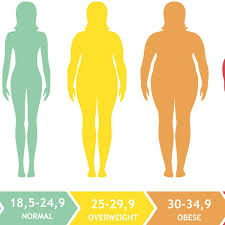 18,5-24,9
NORMAL
25-29,9
OVERWEIGHT
30-34,9
OBESE